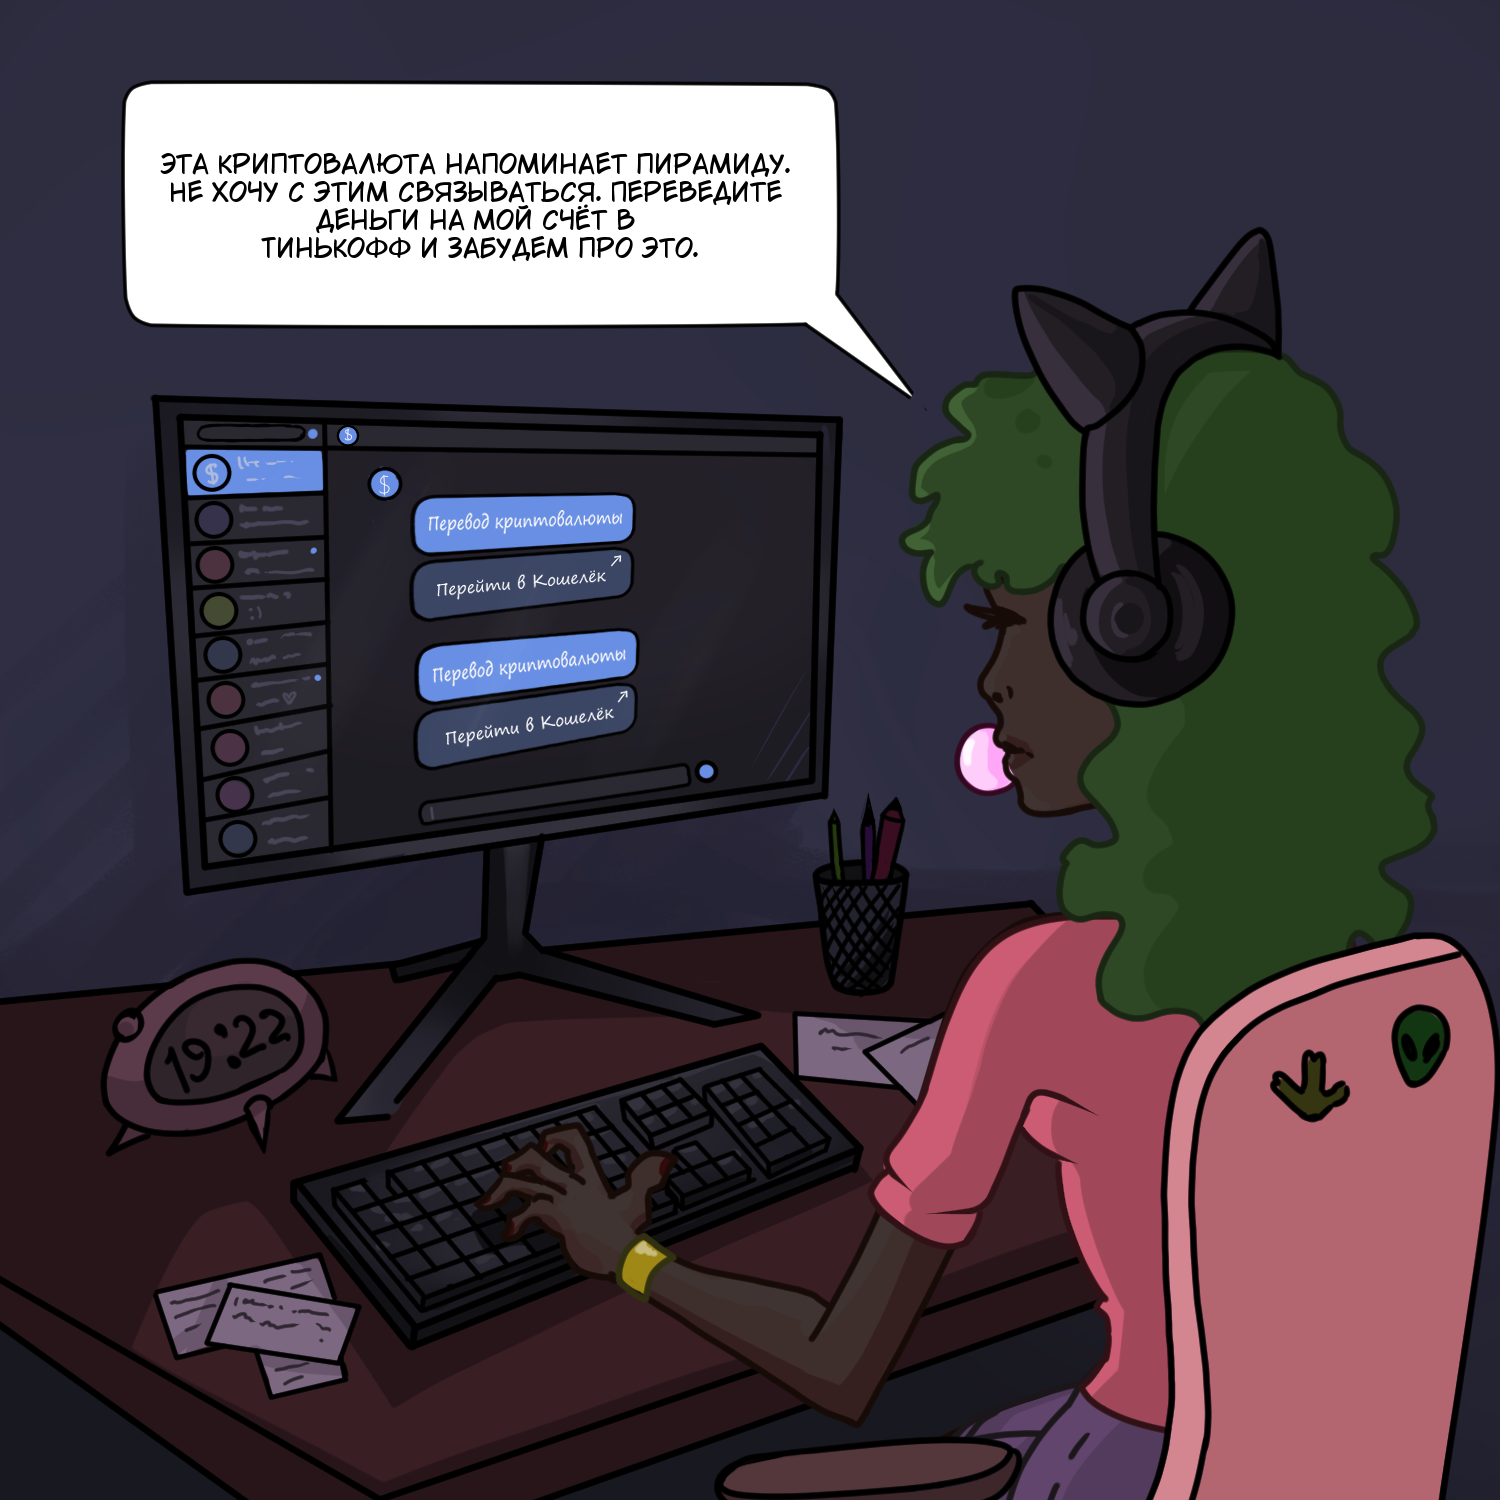 ЭТА КРИПТОВАЛЮТА НАПОМИНАЕТ ПИРАМИДУ.
НЕ ХОЧУ С ЭТИМ СВЯЗЫВАТЬСЯ. ПЕРЕВЕДИТЕ
ДЕНЬГИ НА МОЙ СЧЁТ В
ТИНЬКОФФ И ЗАБУДЕМ ПРО ЭТО.
$
$
$
Перевод криптовалюты
Перейти в Кошелёк
:)
Перевод криптовалюты
Перейти в Кошелёк
19:22